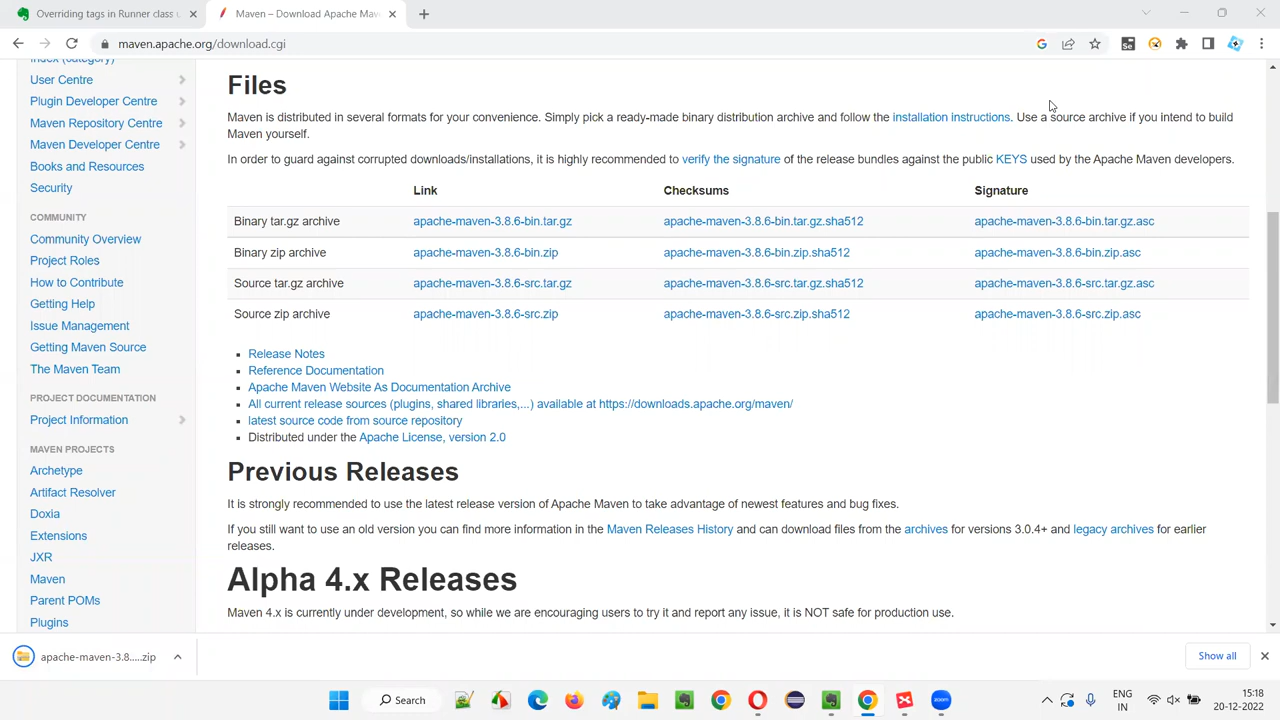 Overriding tags in Runner class
Maven – Download Apache Mav
maven.apache.org/download.cgi
Index (category)
User Centre
Plugin Developer Centre
Maven Repository Centre
Maven Developer Centre
Books and Resources
Security
COMMUNITY
Community Overview
Project Roles
How to Contribute
Getting Help
Issue Management
Getting Maven Source
The Maven Team
PROJECT DOCUMENTATION
Project Information
MAVEN PROJECTS
Archetype
Artifact Resolver
Doxia
Extensions
JXR
Maven
Parent POMs
Plugins
Files
Maven is distributed in several formats for your convenience. Simply pick a ready-made binary distribution archive and follow the installation instructions. Use a source archive if you intend to build
Maven yourself.
In order to guard against corrupted downloads/installations, it is highly recommended to verify the signature of the release bundles against the public KEYS used by the Apache Maven developers.
Link Checksums Signature
Binary tar.gz archive apache-maven-3.8.6-bin.tar.gz apache-maven-3.8.6-bin.tar.gz.sha512 apache-maven-3.8.6-bin.tar.gz.asc
Binary zip archive apache-maven-3.8.6-bin.zip apache-maven-3.8.6-bin.zip.sha512 apache-maven-3.8.6-bin.zip.asc
Source tar.gz archive apache-maven-3.8.6-src.tar.gz apache-maven-3.8.6-src.tar.gz.sha512 apache-maven-3.8.6-src.tar.gz.asc
Source zip archive apache-maven-3.8.6-src.zip apache-maven-3.8.6-src.zip.sha512 apache-maven-3.8.6-src.zip.asc
Release Notes
Reference Documentation
Apache Maven Website As Documentation Archive
All current release sources (plugins, shared libraries,...) available at https://downloads.apache.org/maven/
latest source code from source repository
Distributed under the Apache License, version 2.0
Previous Releases
It is strongly recommended to use the latest release version of Apache Maven to take advantage of newest features and bug fixes.
If you still want to use an old version you can find more information in the Maven Releases History and can download files from the archives for versions 3.0.4+ and legacy archives for earlier
releases.
Alpha 4.x Releases
Maven 4.x is currently under development, so while we are encouraging users to try it and report any issue, it is NOT safe for production use.
apache-maven-3.8.....zip
Show all
Search
ENG
IN
15:18
20-12-2022